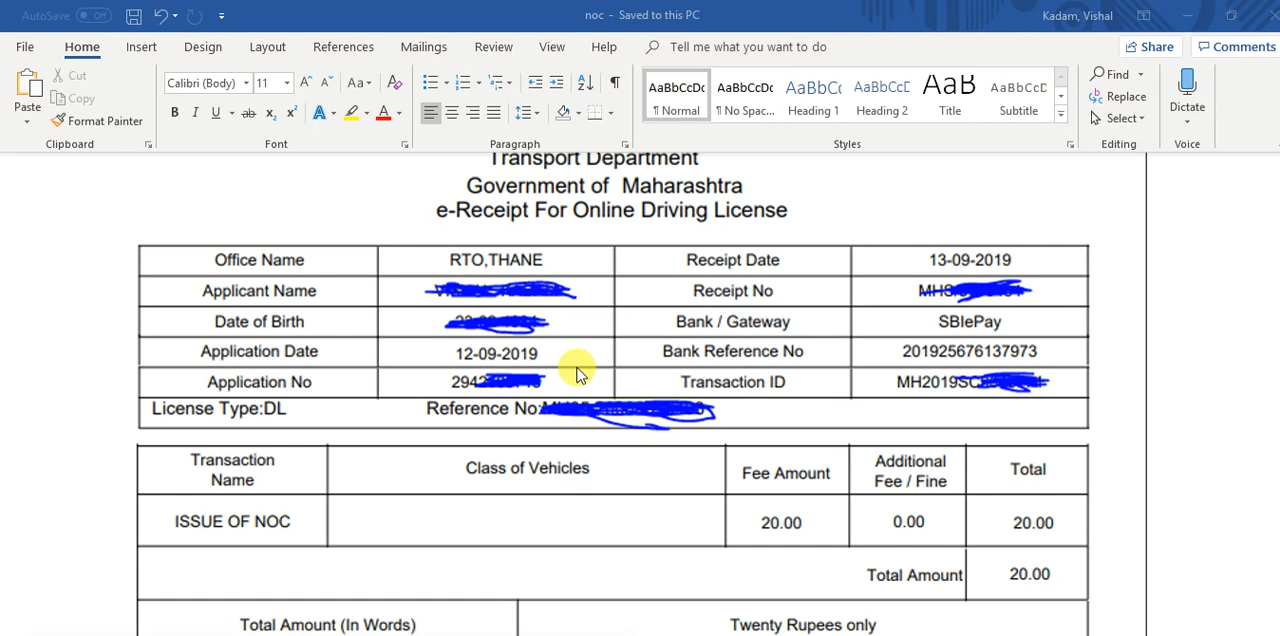 AutoSave Off noc - Saved to this PC Kadam, Vishal
File Home Insert Design Layout References Mailings Review View Help Tell me what you want to do Share Comments
Paste Cut Copy Format Painter
Clipboard
Calibri (Body) 11 Aa
B I U ab x₂ x² A A
Font
Paragraph
AaBbCcDc AaBbCcDc AaBbCc AaBbCcC AaB AaBbCcC
¶ Normal ¶ No Spac... Heading 1 Heading 2 Title Subtitle
Styles
Find
Replace
Select
Editing
Dictate
Voice
Transport Department
Government of Maharashtra
e-Receipt For Online Driving License
Office Name RTO,THANE Receipt Date 13-09-2019
Applicant Name Receipt No
Date of Birth Bank / Gateway SBIePay
Application Date 12-09-2019 Bank Reference No 201925676137973
Application No Transaction ID
License Type:DL Reference No:
Transaction Name Class of Vehicles Fee Amount Additional Fee / Fine Total
ISSUE OF NOC 20.00 0.00 20.00
Total Amount 20.00
Total Amount (In Words) Twenty Rupees only